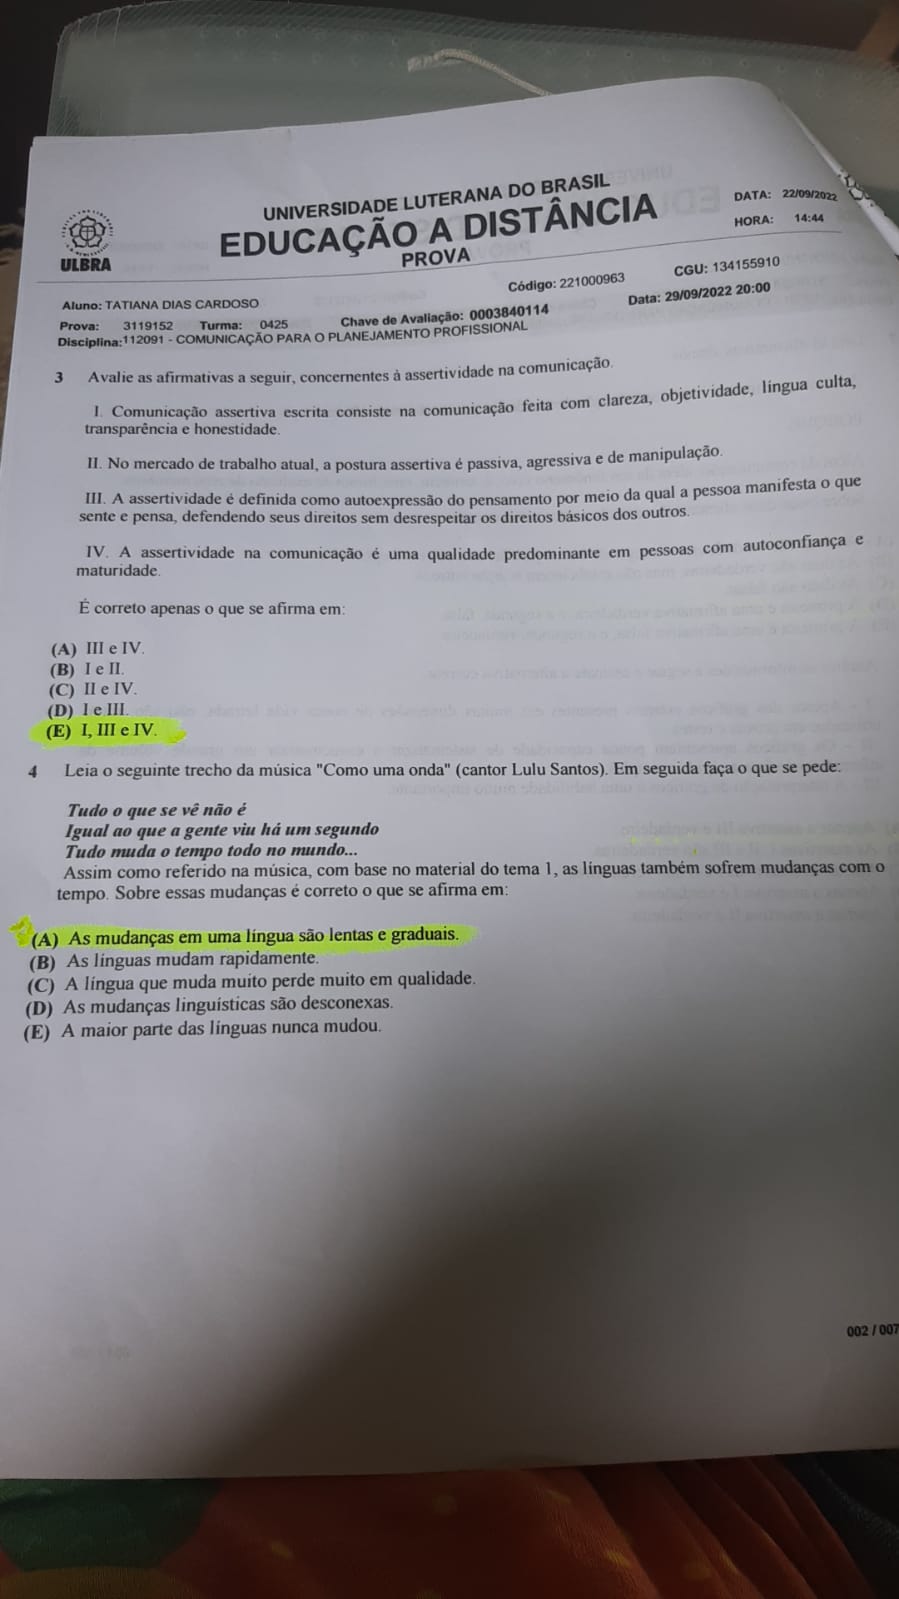 UNIVERSIDADE LUTERANA DO BRASIL
EDUCAÇÃO A DISTÂNCIA
PROVA
DATA: 22/09/2022
HORA: 14:44
ULBRA
Código: 221000963
CGU: 134155910
Aluno: TATIANA DIAS CARDOSO
Data: 29/09/2022 20:00
Prova: 3119152 Turma: 0425 Chave de Avaliação: 0003840114
Disciplina:112091 - COMUNICAÇÃO PARA O PLANEJAMENTO PROFISSIONAL
3 Avalie as afirmativas a seguir, concernentes à assertividade na comunicação.
I. Comunicação assertiva escrita consiste na comunicação feita com clareza, objetividade, língua culta,
transparência e honestidade.
II. No mercado de trabalho atual, a postura assertiva é passiva, agressiva e de manipulação.
III. A assertividade é definida como autoexpressão do pensamento por meio da qual a pessoa manifesta o que
sente e pensa, defendendo seus direitos sem desrespeitar os direitos básicos dos outros.
IV. A assertividade na comunicação é uma qualidade predominante em pessoas com autoconfiança e
maturidade.
É correto apenas o que se afirma em:
(A) III e IV.
(B) I e II.
(C) II e IV.
(D) I e III.
(E) I, III e IV.
4 Leia o seguinte trecho da música "Como uma onda" (cantor Lulu Santos). Em seguida faça o que se pede:
Tudo o que se vê não é
Igual ao que a gente viu há um segundo
Tudo muda o tempo todo no mundo...
Assim como referido na música, com base no material do tema 1, as línguas também sofrem mudanças com o
tempo. Sobre essas mudanças é correto o que se afirma em:
(A) As mudanças em uma língua são lentas e graduais.
(B) As línguas mudam rapidamente.
(C) A língua que muda muito perde muito em qualidade.
(D) As mudanças linguísticas são desconexas.
(E) A maior parte das línguas nunca mudou.
002 / 007